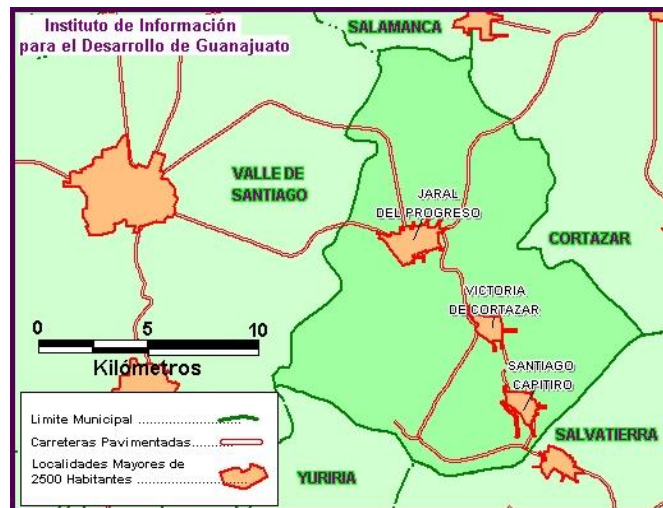 Instituto de Información
para el Desarrollo de Guanajuato
SALAMANCA
VALLE DE
SANTIAGO
JARAL
DEL PROGRESO
CORTAZAR
VICTORIA
DE CORTAZAR
0 5 10
Kilómetros
SANTIAGO
CAPITIRO
Limite Municipal
Carreteras Pavimentadas
Localidades Mayores de
2500 Habitantes
SALVATIERRA
YURIRIA